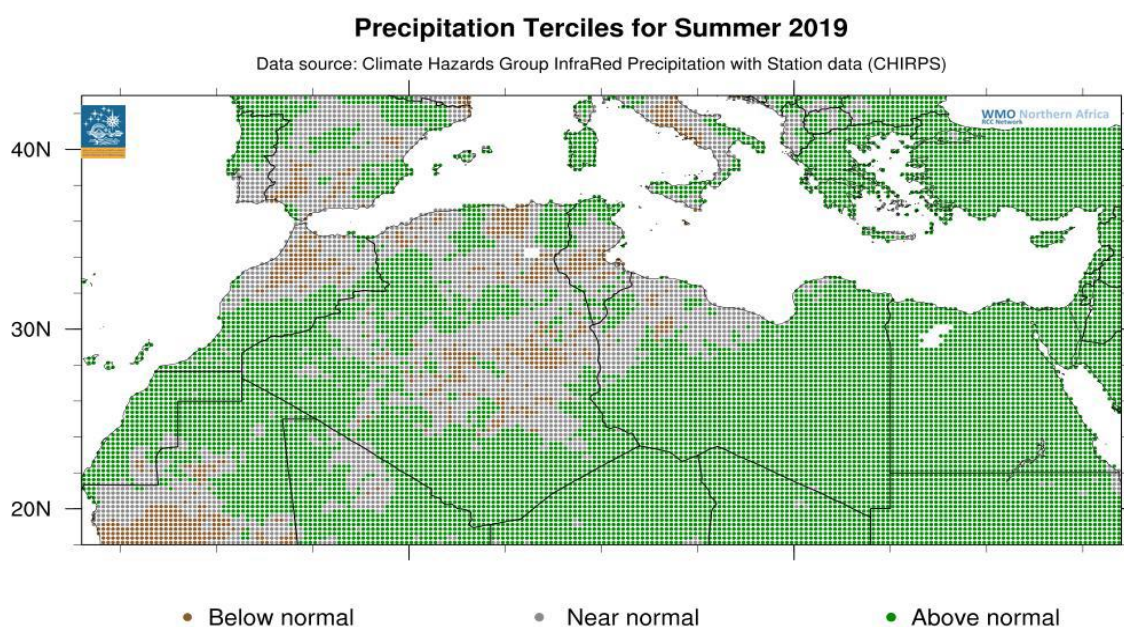 Precipitation Terciles for Summer 2019
Data source: Climate Hazards Group InfraRed Precipitation with Station data (CHIRPS)
WMO Northern Africa
RCC Network
40N
30N
20N
Below normal
Near normal
Above normal